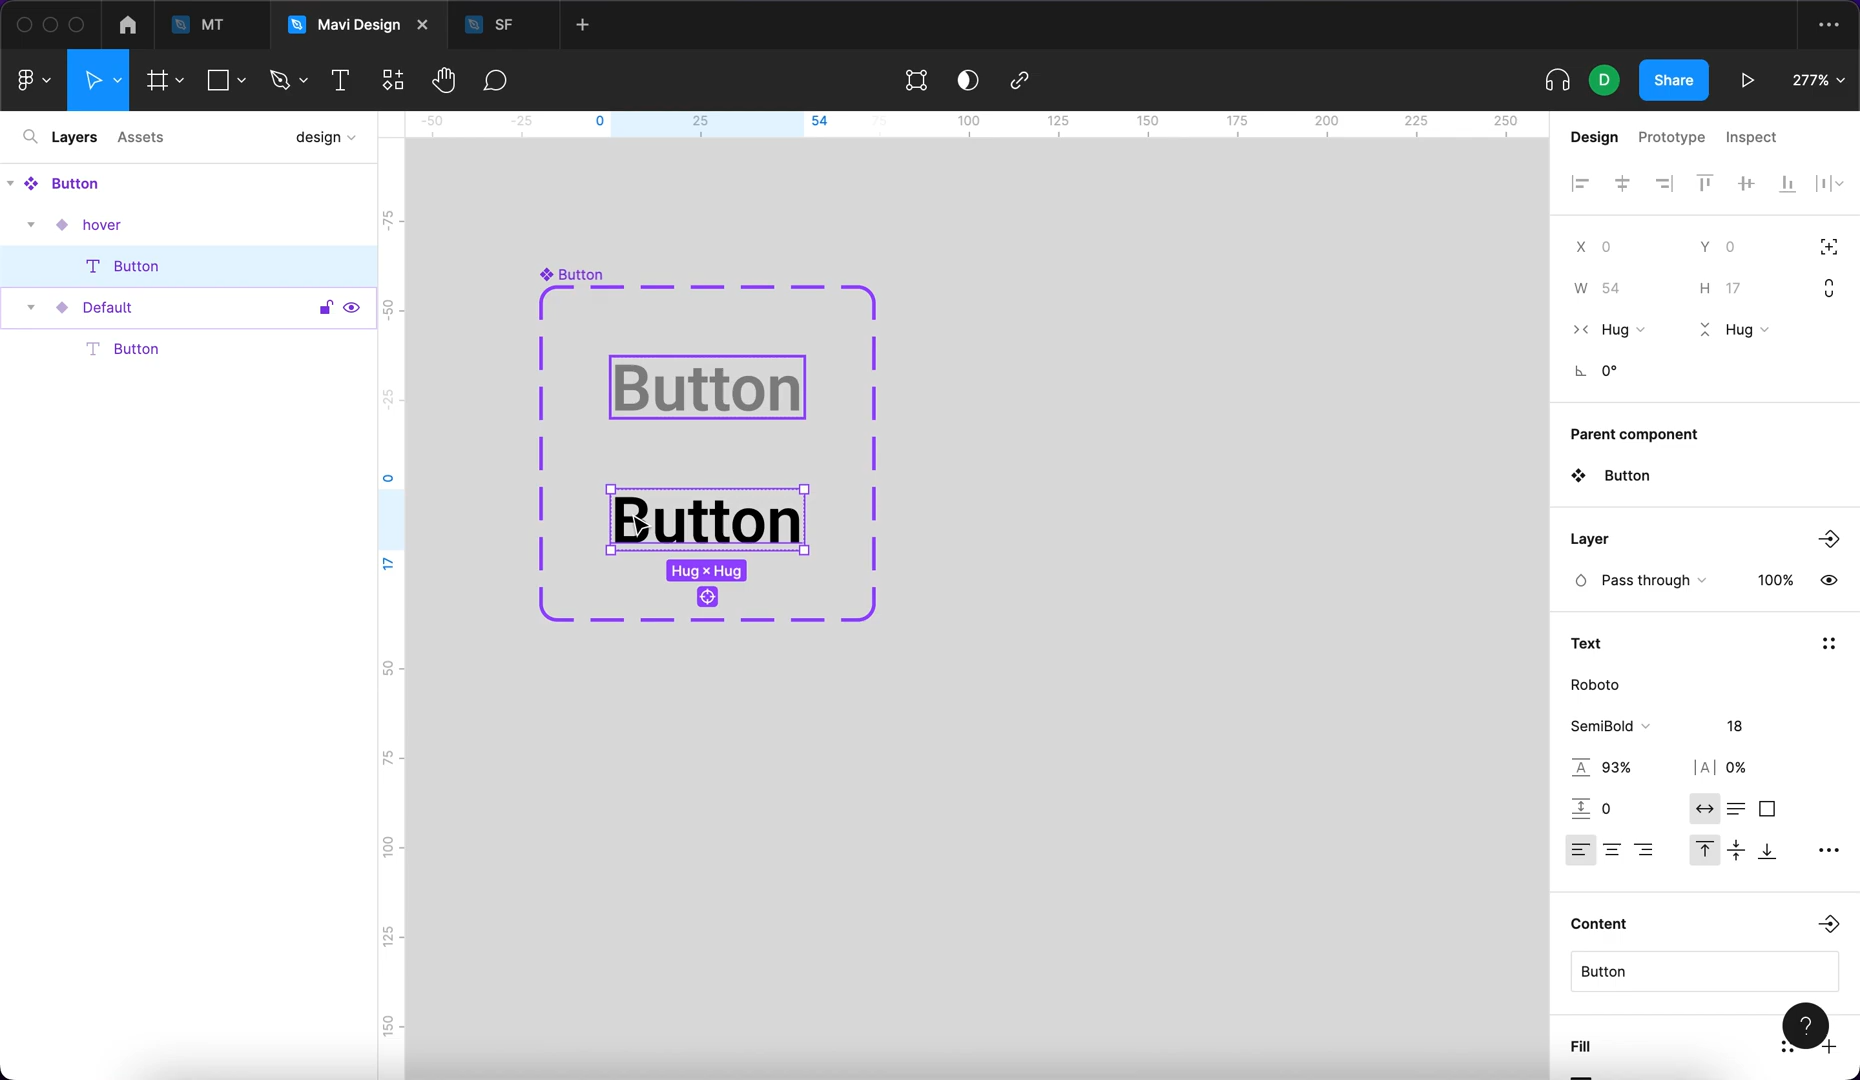 MT
Mavi Design
SF
D
Share
277%
Layers
Assets
design
Button
hover
Button
Default
Button
-50
-25
0
25
54
75
100
125
150
175
200
225
250
-75
-50
-25
0
17
50
75
100
125
150
Button
Button
Button
Hug × Hug
Design
Prototype
Inspect
X 0
Y 0
W 54
H 17
Hug
Hug
0°
Parent component
Button
Layer
Pass through
100%
Text
Roboto
SemiBold
18
93%
0%
0
Content
Button
Fill
?